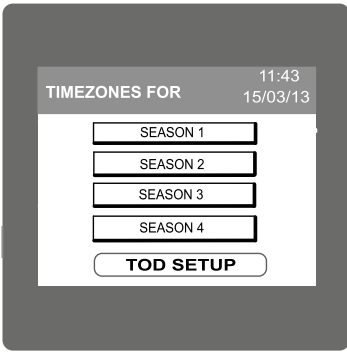 11:43
TIMEZONES FOR 15/03/13
SEASON 1
SEASON 2
SEASON 3
SEASON 4
TOD SETUP